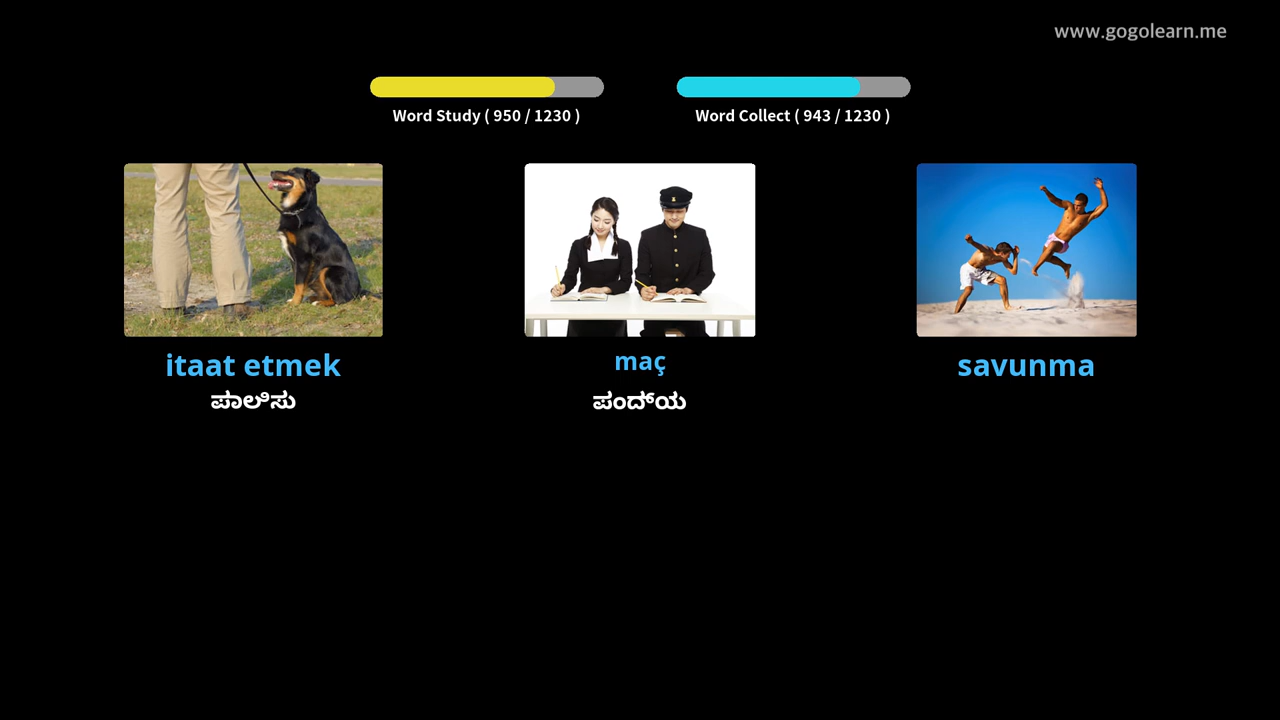 www.gogolearn.me
Word Study ( 950 / 1230 )
Word Collect ( 943 / 1230 )
itaat etmek
maç
savunma
ಪಾಲಿಸು
ಪಂದ್ಯ